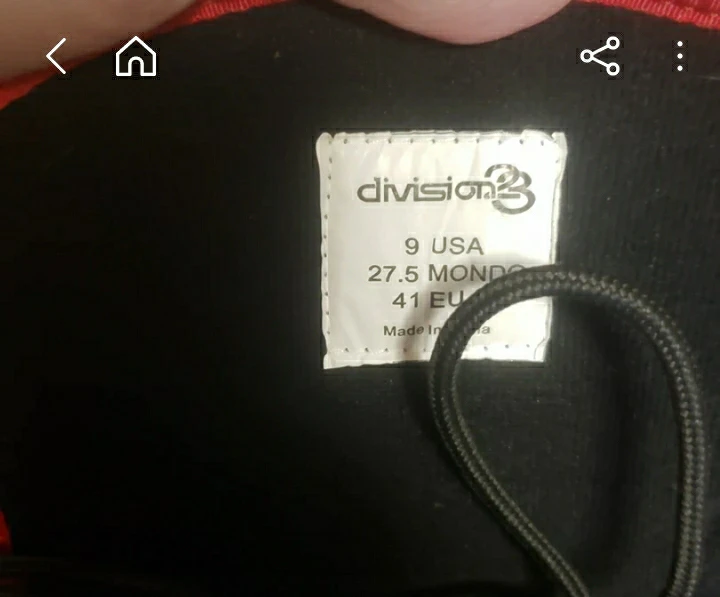 division23
9 USA
27.5 MONDO
41 EU
Made In